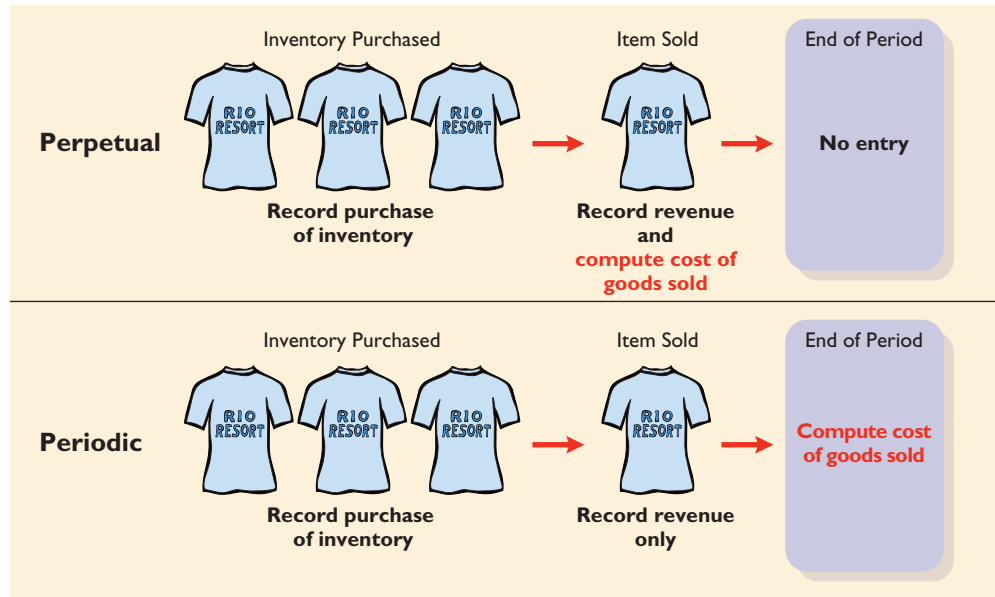 Inventory Purchased
Item Sold
End of Period
Perpetual
RIO
RESORT
RIO
RESORT
RIO
RESORT
RIO
RESORT
No entry
Record purchase
of inventory
Record revenue
and
compute cost of
goods sold
Inventory Purchased
Item Sold
End of Period
Periodic
RIO
RESORT
RIO
RESORT
RIO
RESORT
RIO
RESORT
Compute cost
of goods sold
Record purchase
of inventory
Record revenue
only